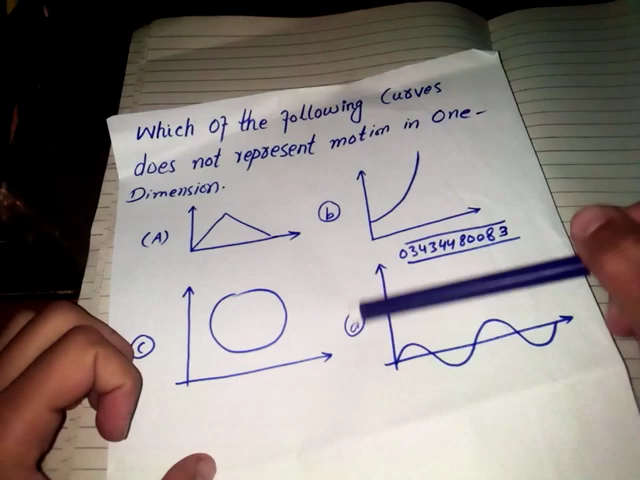 Which of the following Curves
does not represent motion in one-
Dimension.
(A)
(b)
03434480083
(c)
(d)